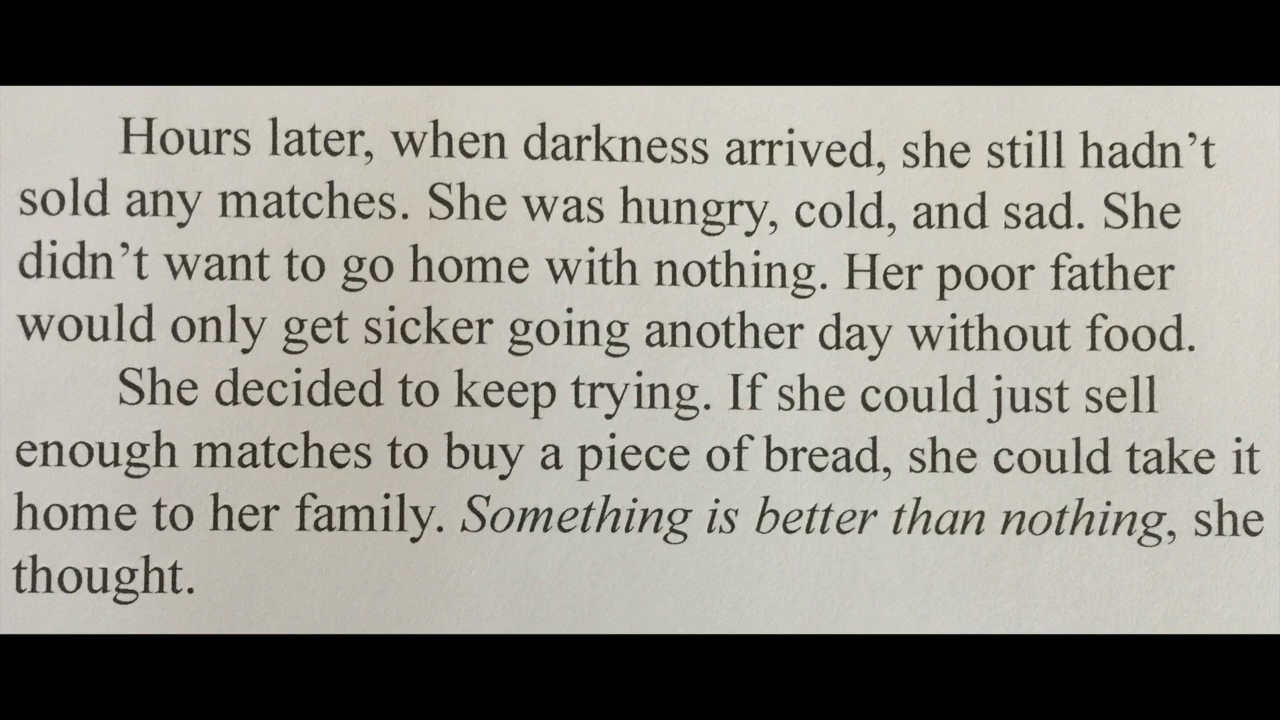 Hours later, when darkness arrived, she still hadn’t
sold any matches. She was hungry, cold, and sad. She
didn’t want to go home with nothing. Her poor father
would only get sicker going another day without food.
She decided to keep trying. If she could just sell
enough matches to buy a piece of bread, she could take it
home to her family. Something is better than nothing, she
thought.